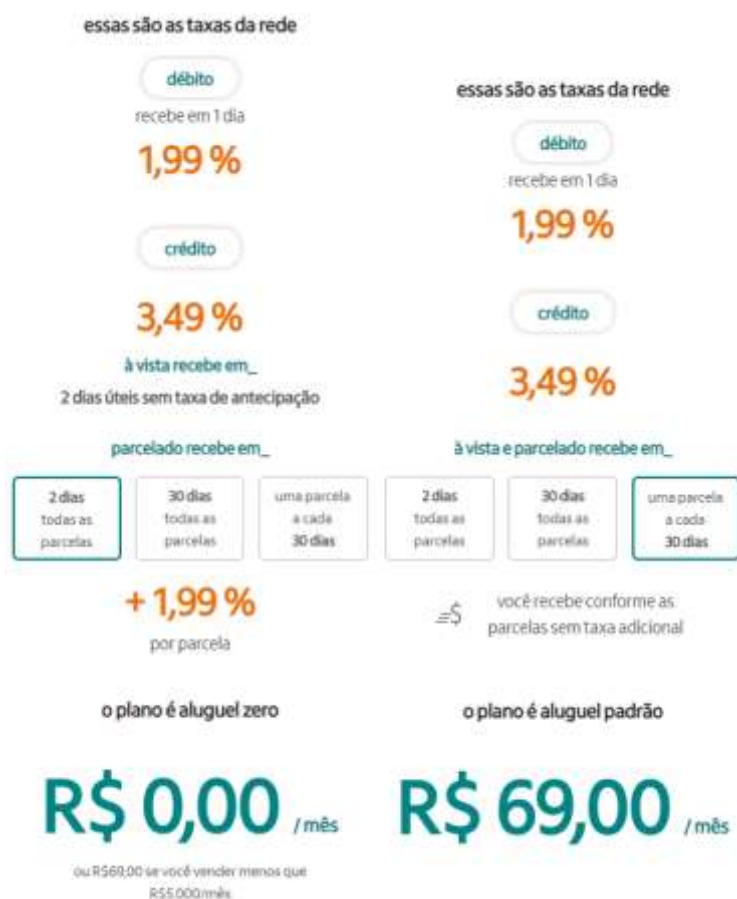 essas são as taxas da rede
débito
recebe em 1 dia
1,99 %
crédito
3,49 %
à vista recebe em_
2 dias úteis sem taxa de antecipação
parcelado recebe em_
2 dias
todas as
parcelas
30 dias
todas as
parcelas
uma parcela
a cada
30 dias
+ 1,99 %
por parcela
o plano é aluguel zero
R$ 0,00 / mês
ou R$69,00 se você vender menos que
R$5.000/mês
essas são as taxas da rede
débito
recebe em 1 dia
1,99 %
crédito
3,49 %
à vista e parcelado recebe em_
2 dias
todas as
parcelas
30 dias
todas as
parcelas
uma parcela
a cada
30 dias
você recebe conforme as
parcelas sem taxa adicional
o plano é aluguel padrão
R$ 69,00 / mês